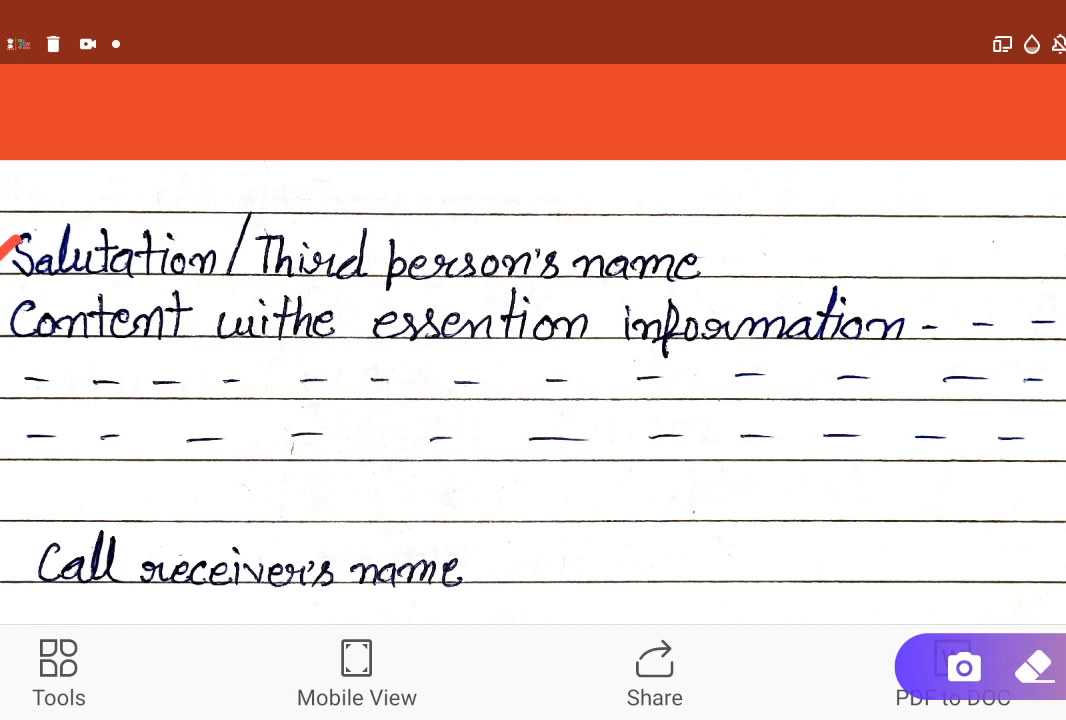 Salutation/Third person's name
Content withe essention information - - -
- - - - - - - - - - - - -
- - - - - - - - - - -
Call receiver's name
Tools Mobile View Share PDF to DOC